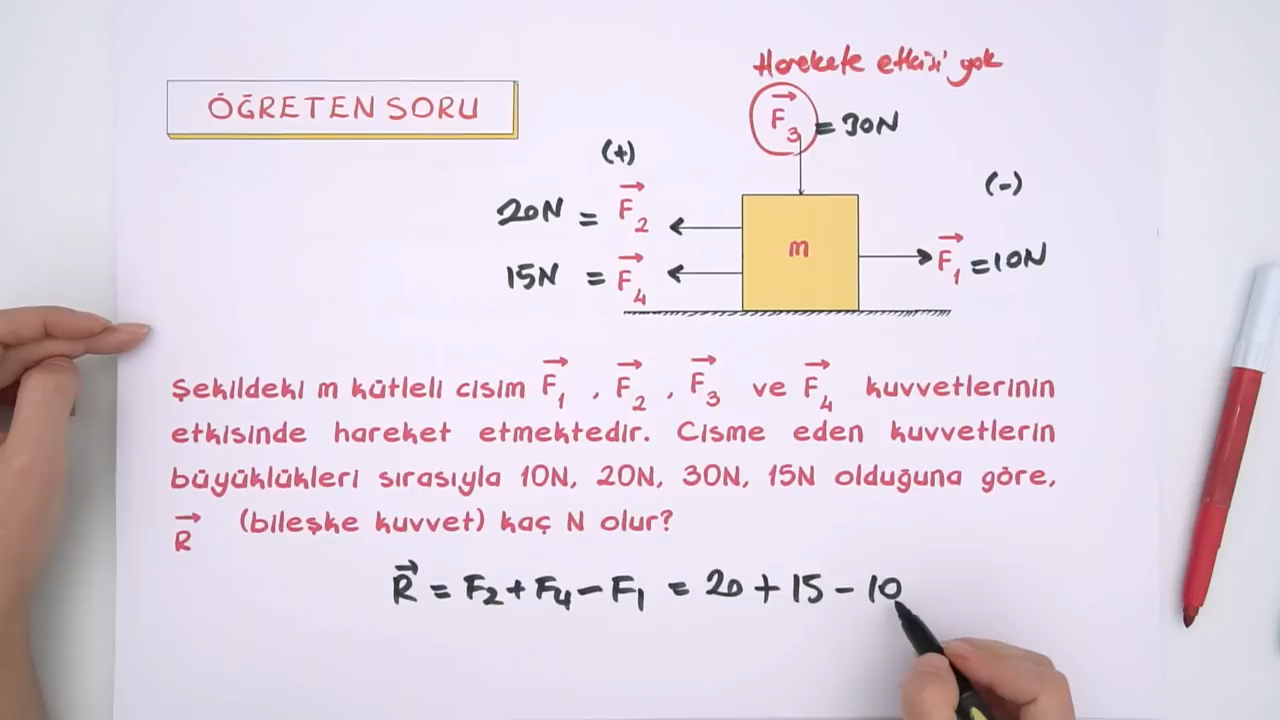 Harekete etkisi yok
ÖĞRETEN SORU
F₃ = 30N
(+)
(-)
20N = F₂
m
F₁ = 10N
15N = F₄
Şekildeki m kütleli cisim F₁ , F₂ , F₃ ve F₄ kuvvetlerinin
etkisinde hareket etmektedir. Cisme eden kuvvetlerin
büyüklükleri sırasıyla 10N, 20N, 30N, 15N olduğuna göre,
R (bileşke kuvvet) kaç N olur?
R = F₂ + F₄ - F₁ = 20 + 15 - 10